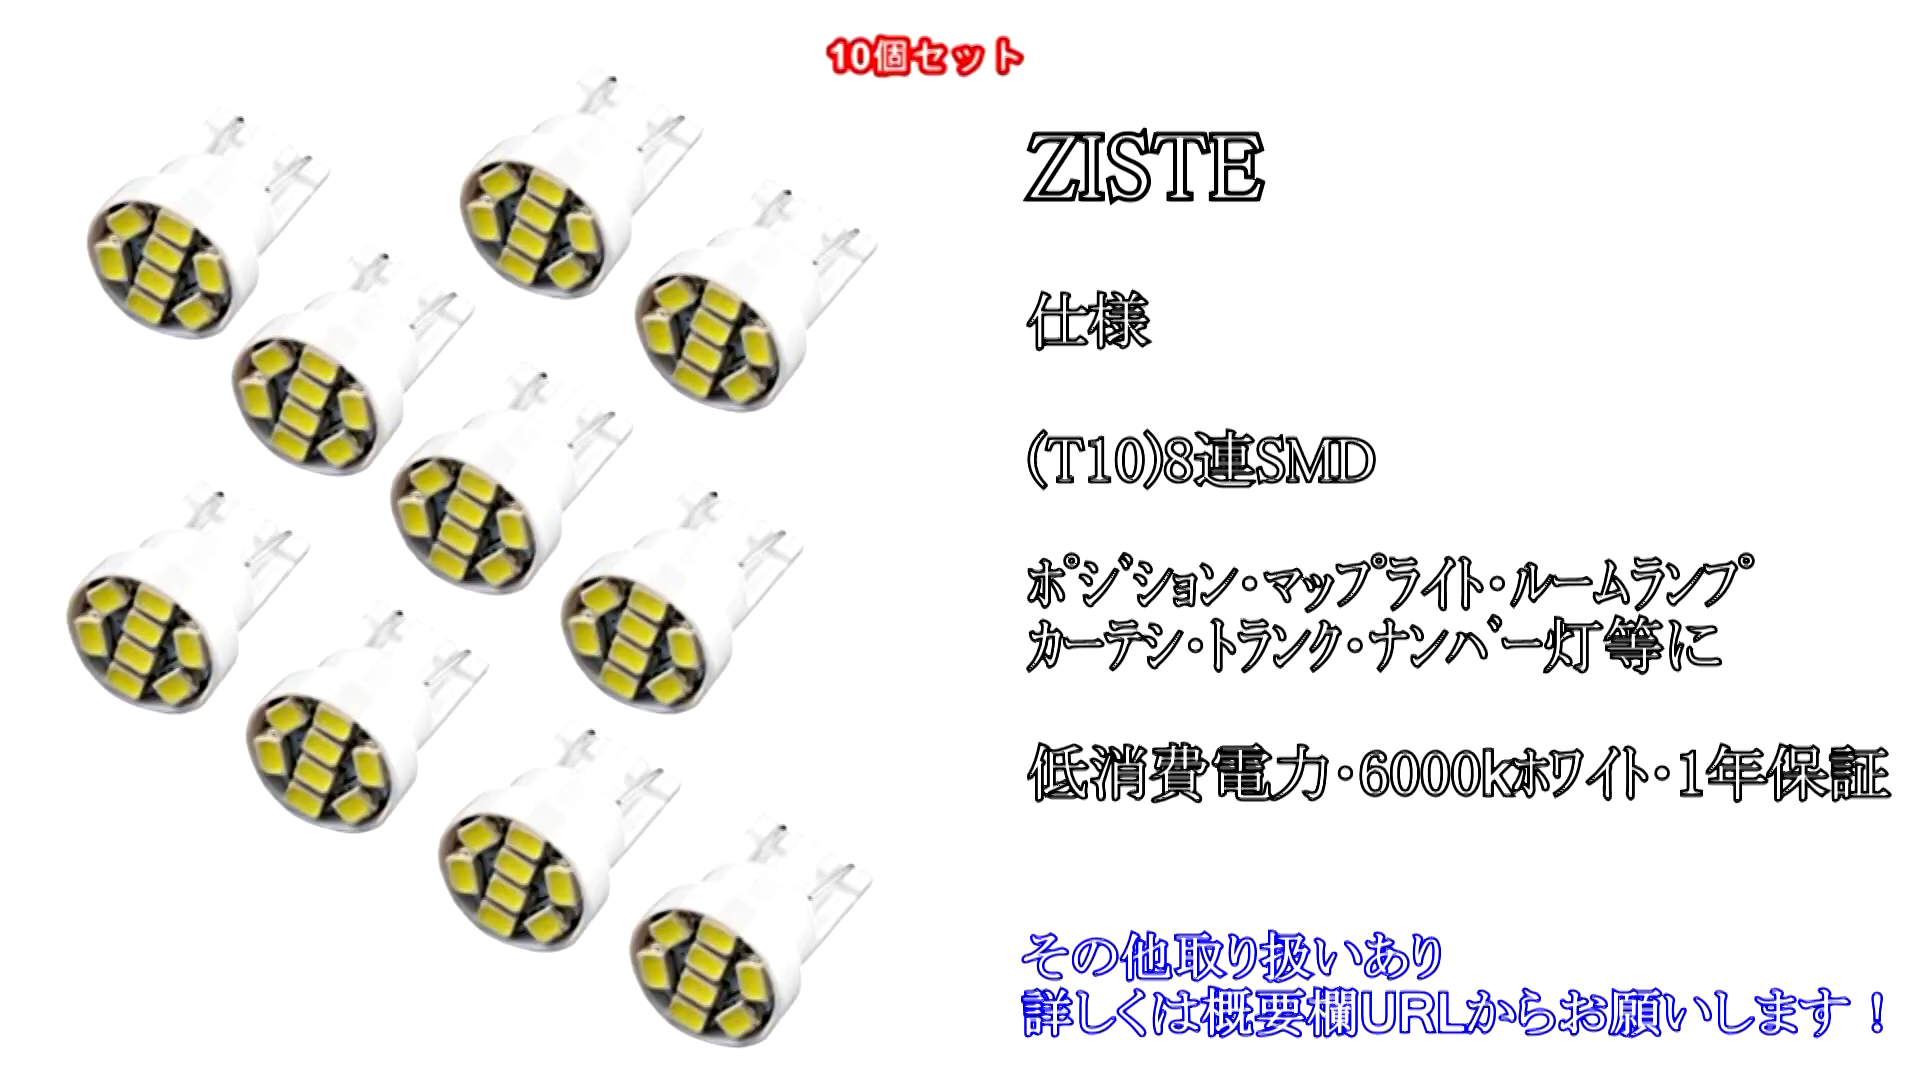 10個セット
ZISTE
仕様
(T10)8連SMD
ﾎﾟｼﾞｼｮﾝ・ﾏｯﾌﾟﾗｲﾄ・ﾙｰﾑﾗﾝﾌﾟ
ｶｰﾃｼ・ﾄﾗﾝｸ・ﾅﾝﾊﾞｰ灯等に
低消費電力・6000kﾎﾜｲﾄ・1年保証
その他取り扱いあり
詳しくは概要欄URLからお願いします！